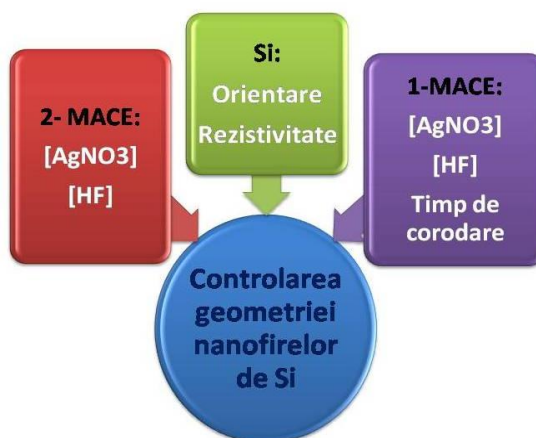 2- MACE:
[AgNO3]
[HF]
Si:
Orientare
Rezistivitate
1-MACE:
[AgNO3]
[HF]
Timp de
corodare
Controlarea
geometriei
nanofirelor
de Si